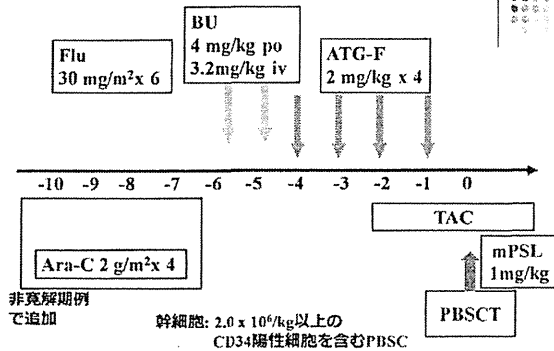 Flu
30 mg/m²x 6
BU
4 mg/kg po
3.2mg/kg iv
ATG-F
2 mg/kg x 4
-10 -9 -8 -7 -6 -5 -4 -3 -2 -1 0
TAC
Ara-C 2 g/m²x 4
mPSL
1mg/kg
PBSCT
非寛解期例
で追加
幹細胞: 2.0 x 10⁶/kg以上の
CD34陽性細胞を含むPBSC